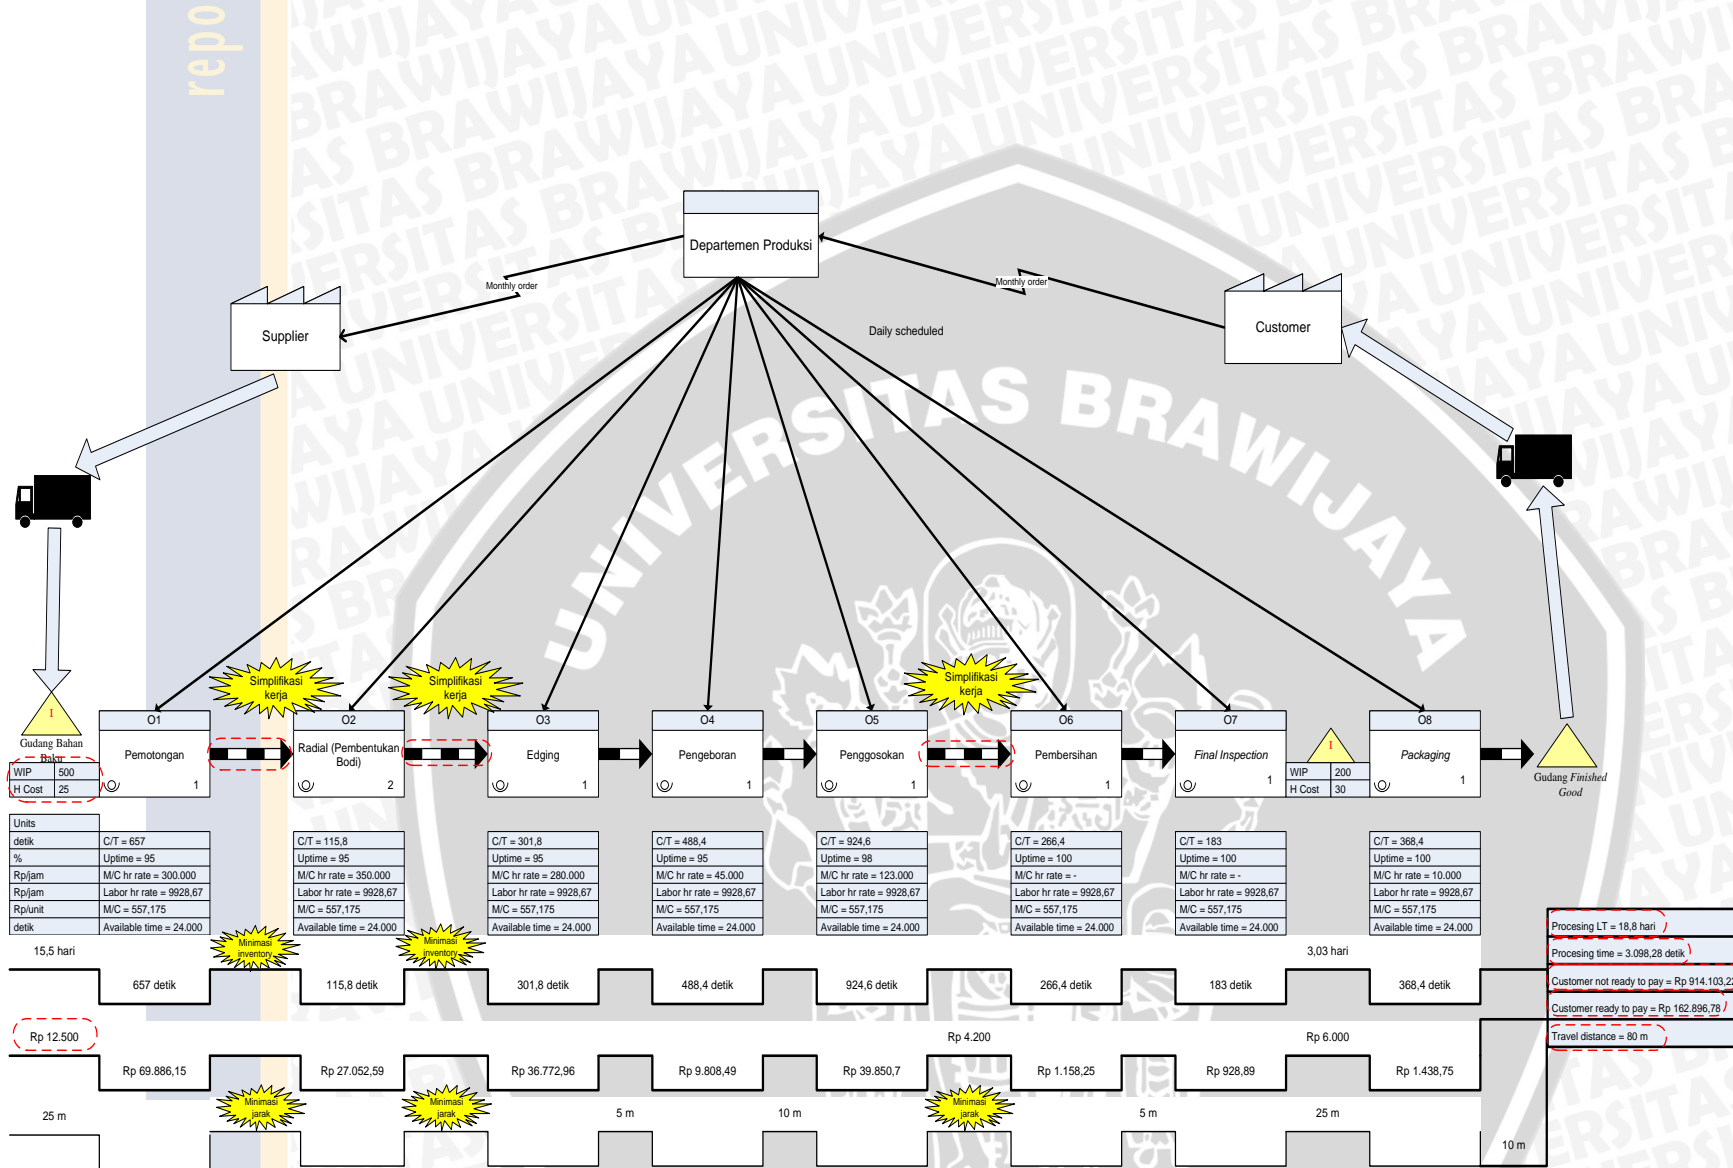 repo
UNIVERSITAS BRAWIJAYA
Departemen Produksi
Monthly order
Monthly order
Supplier
Customer
Daily scheduled
Simplifikasi
kerja
Simplifikasi
kerja
Simplifikasi
kerja
I
Gudang Bahan
Baku
WIP 500
H Cost 25
O1
Pemotongan
1
O2
Radial (Pembentukan
Bodi)
2
O3
Edging
1
O4
Pengeboran
1
O5
Penggosokan
1
O6
Pembersihan
1
O7
Final Inspection
1
I
WIP 200
H Cost 30
O8
Packaging
1
Gudang Finished
Good
Units
detik C/T = 657 C/T = 115,8 C/T = 301,8 C/T = 488,4 C/T = 924,6 C/T = 266,4 C/T = 183 C/T = 368,4
% Uptime = 95 Uptime = 95 Uptime = 95 Uptime = 95 Uptime = 98 Uptime = 100 Uptime = 100 Uptime = 100
Rp/jam M/C hr rate = 300.000 M/C hr rate = 350.000 M/C hr rate = 280.000 M/C hr rate = 45.000 M/C hr rate = 123.000 M/C hr rate = - M/C hr rate = - M/C hr rate = 10.000
Rp/jam Labor hr rate = 9928,67 Labor hr rate = 9928,67 Labor hr rate = 9928,67 Labor hr rate = 9928,67 Labor hr rate = 9928,67 Labor hr rate = 9928,67 Labor hr rate = 9928,67 Labor hr rate = 9928,67
Rp/unit M/C = 557,175 M/C = 557,175 M/C = 557,175 M/C = 557,175 M/C = 557,175 M/C = 557,175 M/C = 557,175 M/C = 557,175
detik Available time = 24.000 Available time = 24.000 Available time = 24.000 Available time = 24.000 Available time = 24.000 Available time = 24.000 Available time = 24.000 Available time = 24.000
15,5 hari
Minimasi
inventory
Minimasi
inventory
3,03 hari
657 detik 115,8 detik 301,8 detik 488,4 detik 924,6 detik 266,4 detik 183 detik 368,4 detik
Procesing LT = 18,8 hari
Procesing time = 3.098,28 detik
Customer not ready to pay = Rp 914.103,22
Customer ready to pay = Rp 162.896,78
Travel distance = 80 m
Rp 12.500 Rp 4.200 Rp 6.000
Rp 69.886,15 Rp 27.052,59 Rp 36.772,96 Rp 9.808,49 Rp 39.850,7 Rp 1.158,25 Rp 928,89 Rp 1.438,75
Minimasi
jarak
Minimasi
jarak
Minimasi
jarak
25 m 5 m 10 m 5 m 25 m
10 m